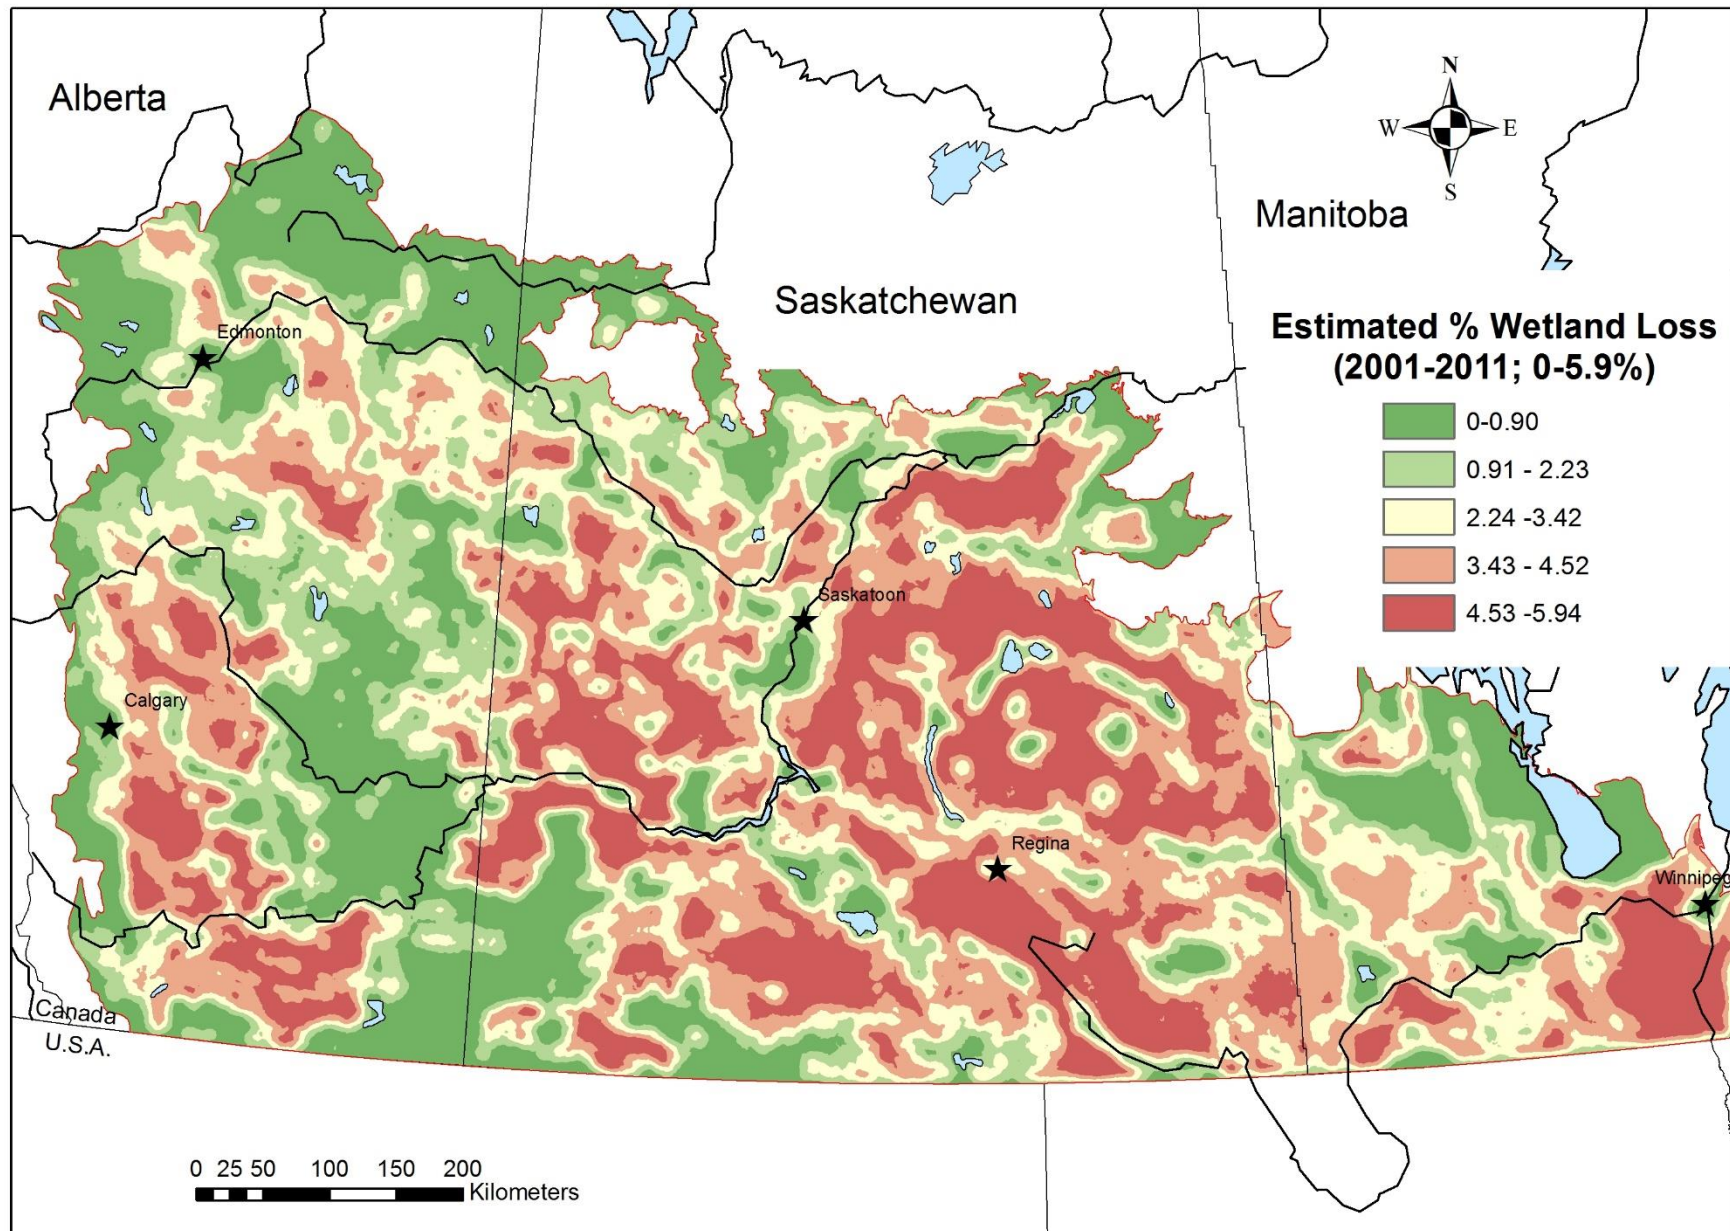 Alberta
N
W
E
S
Manitoba
Saskatchewan
Estimated % Wetland Loss
(2001-2011; 0-5.9%)
0-0.90
0.91 - 2.23
2.24 -3.42
3.43 - 4.52
4.53 -5.94
Edmonton
Saskatoon
Calgary
Regina
Winnipeg
Canada
U.S.A.
0 25 50 100 150 200
Kilometers